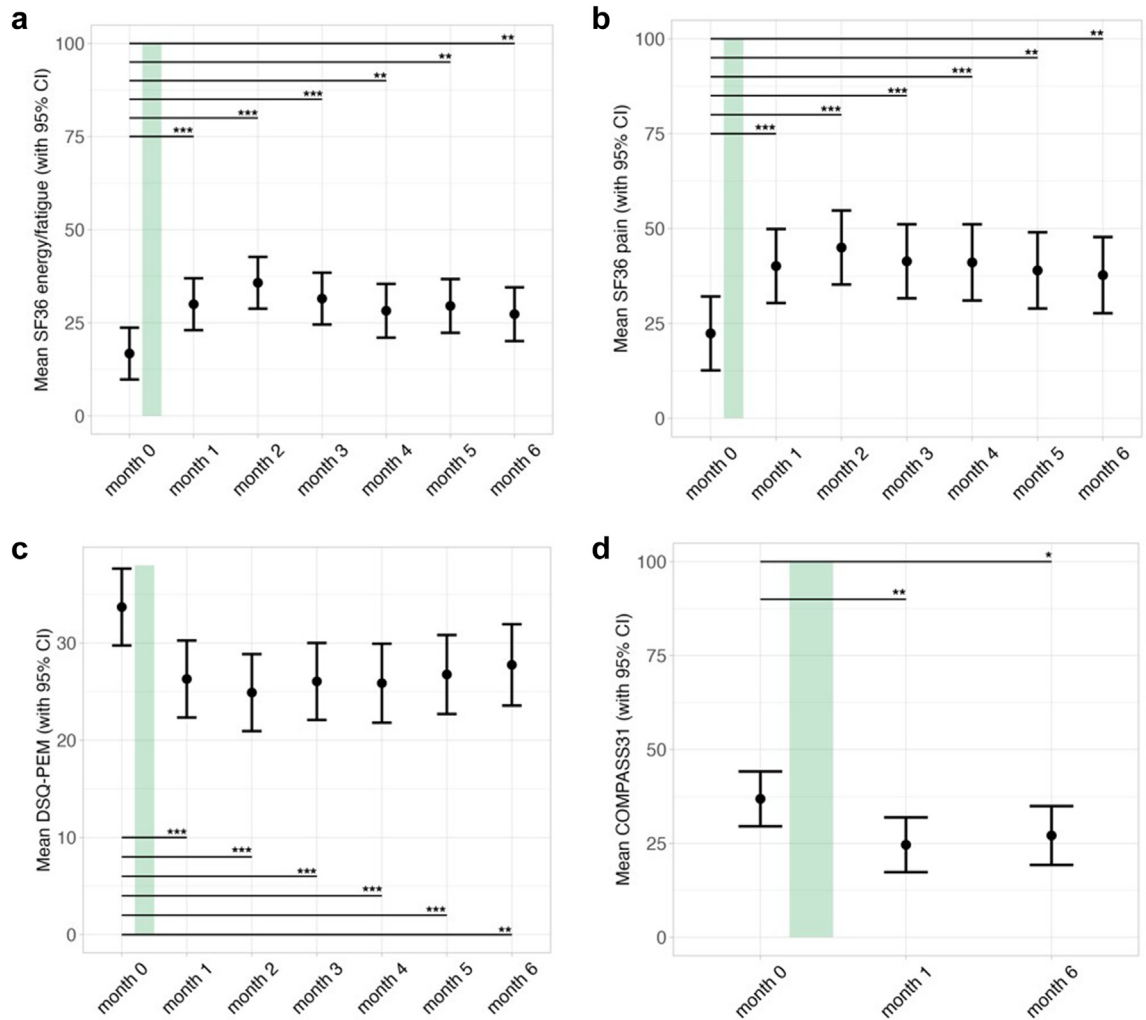 a
Mean SF36 energy/fatigue (with 95% CI)
100
75
50
25
0
**
**
**
***
***
***
month 0
month 1
month 2
month 3
month 4
month 5
month 6
b
Mean SF36 pain (with 95% CI)
100
75
50
25
0
**
**
***
***
***
***
month 0
month 1
month 2
month 3
month 4
month 5
month 6
c
Mean DSQ-PEM (with 95% CI)
30
20
10
0
***
***
***
***
***
**
month 0
month 1
month 2
month 3
month 4
month 5
month 6
d
Mean COMPASS31 (with 95% CI)
100
75
50
25
0
*
**
month 0
month 1
month 6